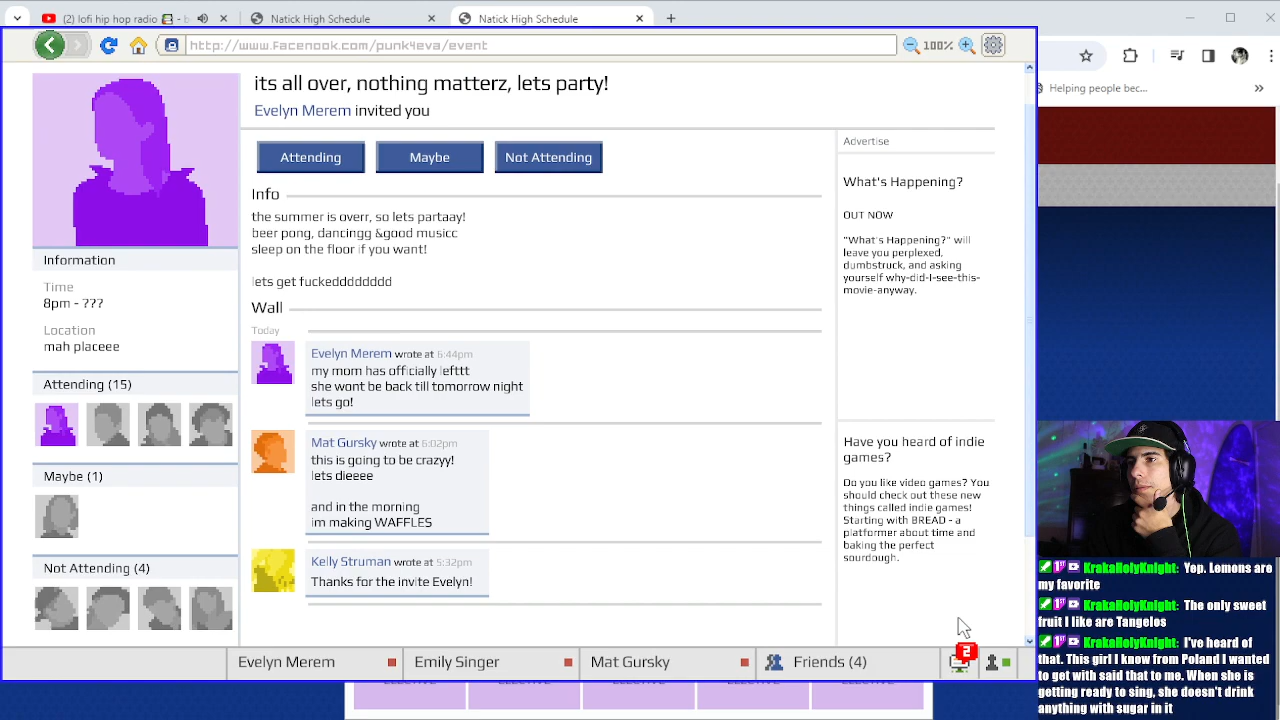 (2) lofi hip hop radio
Natick High Schedule
Natick High Schedule
http://www.facenook.com/punk4eva/event
100%
Helping people bec...
its all over, nothing matterz, lets party!
Evelyn Merem invited you
Attending
Maybe
Not Attending
Info
the summer is overr, so lets partaay!
beer pong, dancingg &good musicc
sleep on the floor if you want!
lets get fuckedddddddd
Wall
Today
Evelyn Merem wrote at 6:44pm
my mom has officially lefttt
she wont be back till tomorrow night
lets go!
Mat Gursky wrote at 6:02pm
this is going to be crazyy!
lets dieeee
and in the morning
im making WAFFLES
Kelly Struman wrote at 5:32pm
Thanks for the invite Evelyn!
Information
Time
8pm - ???
Location
mah placeee
Attending (15)
Maybe (1)
Not Attending (4)
Advertise
What's Happening?
OUT NOW
"What's Happening?" will
leave you perplexed,
dumbstruck, and asking
yourself why-did-I-see-this-
movie-anyway.
Have you heard of indie
games?
Do you like video games? You
should check out these new
things called indie games!
Starting with BREAD - a
platformer about time and
baking the perfect
sourdough.
Evelyn Merem
Emily Singer
Mat Gursky
Friends (4)
2
KrakaHolyKnight: Yep. Lemons are
my favorite
KrakaHolyKnight: The only sweet
fruit I like are Tangelos
KrakaHolyKnight: I've heard of
that. This girl I know from Poland I wanted
to get with said that to me. When she is
getting ready to sing, she doesn't drink
anything with sugar in it